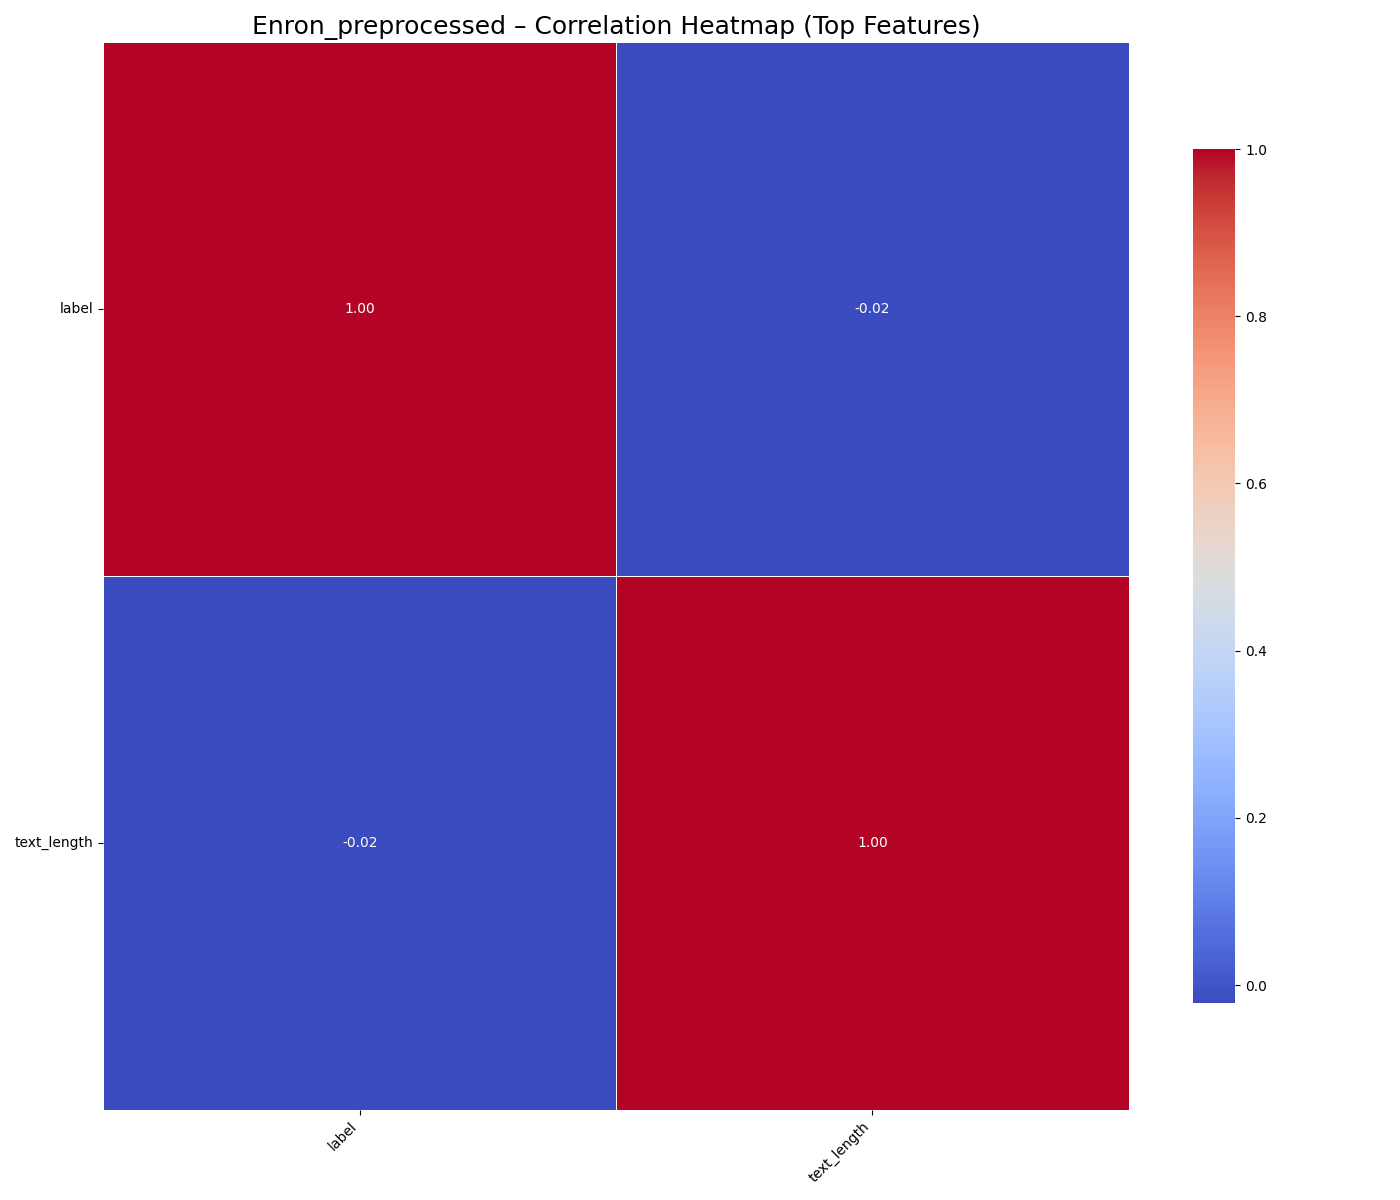 Enron_preprocessed – Correlation Heatmap (Top Features)
label
1.00
-0.02
text_length
-0.02
1.00
label
text_length
1.0
0.8
0.6
0.4
0.2
0.0